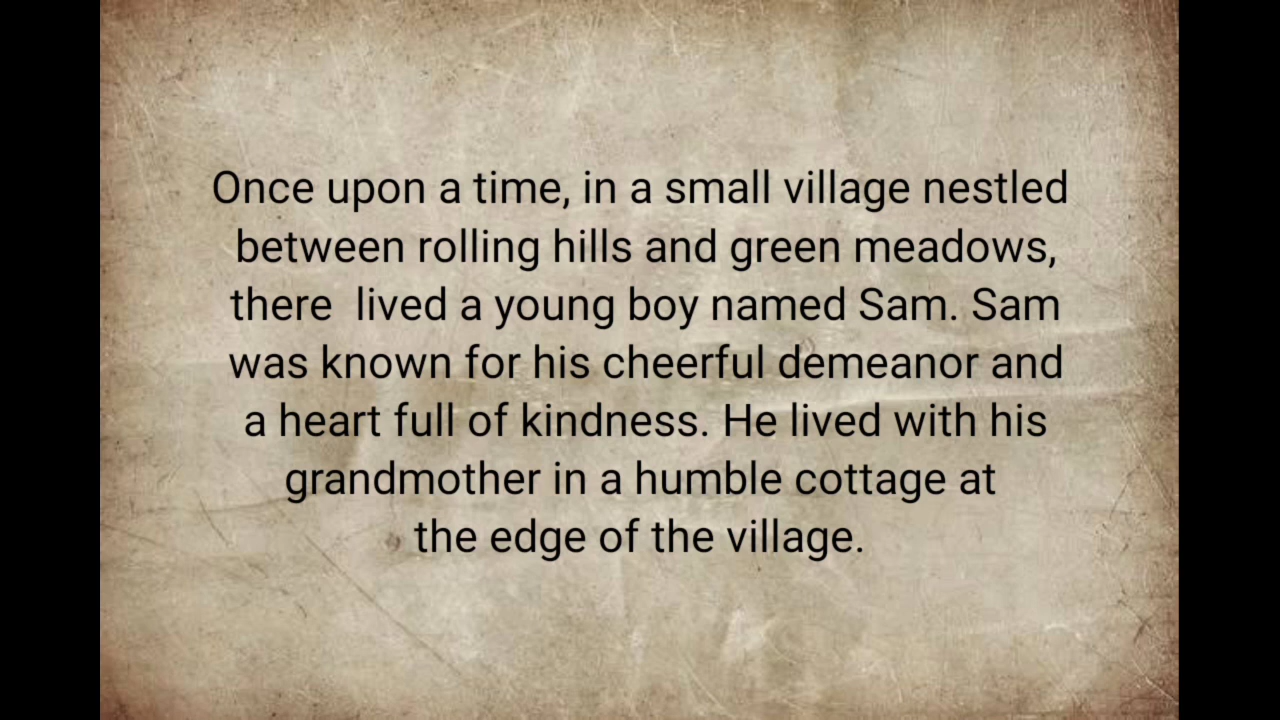 Once upon a time, in a small village nestled
between rolling hills and green meadows,
there  lived a young boy named Sam. Sam
was known for his cheerful demeanor and
a heart full of kindness. He lived with his
grandmother in a humble cottage at
the edge of the village.